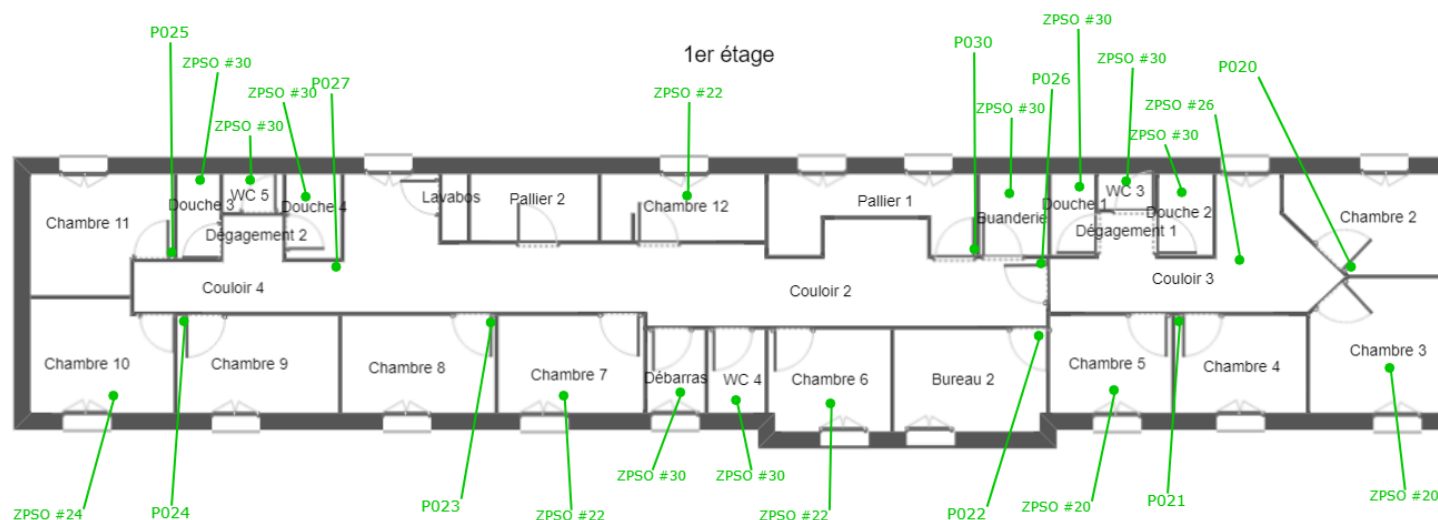 ZPSO #30
P025
P030
1er étage
ZPSO #30
ZPSO #30
P020
P027
P026
ZPSO #30
ZPSO #22
ZPSO #26
ZPSO #30
ZPSO #30
ZPSO #30
WC 5
WC 3
Lavabos
Pallier 2
Chambre 12
Pallier 1
Douche 3
Douche 4
Douche 1
Douche 2
Chambre 11
Buanderie
Chambre 2
Dégagement 2
Dégagement 1
Couloir 4
Couloir 2
Couloir 3
Chambre 10
Chambre 9
Chambre 8
Chambre 7
Débarras
WC 4
Chambre 6
Bureau 2
Chambre 5
Chambre 4
Chambre 3
ZPSO #30
ZPSO #30
ZPSO #20
P023
P021
ZPSO #24
P024
ZPSO #22
ZPSO #22
P022
ZPSO #20